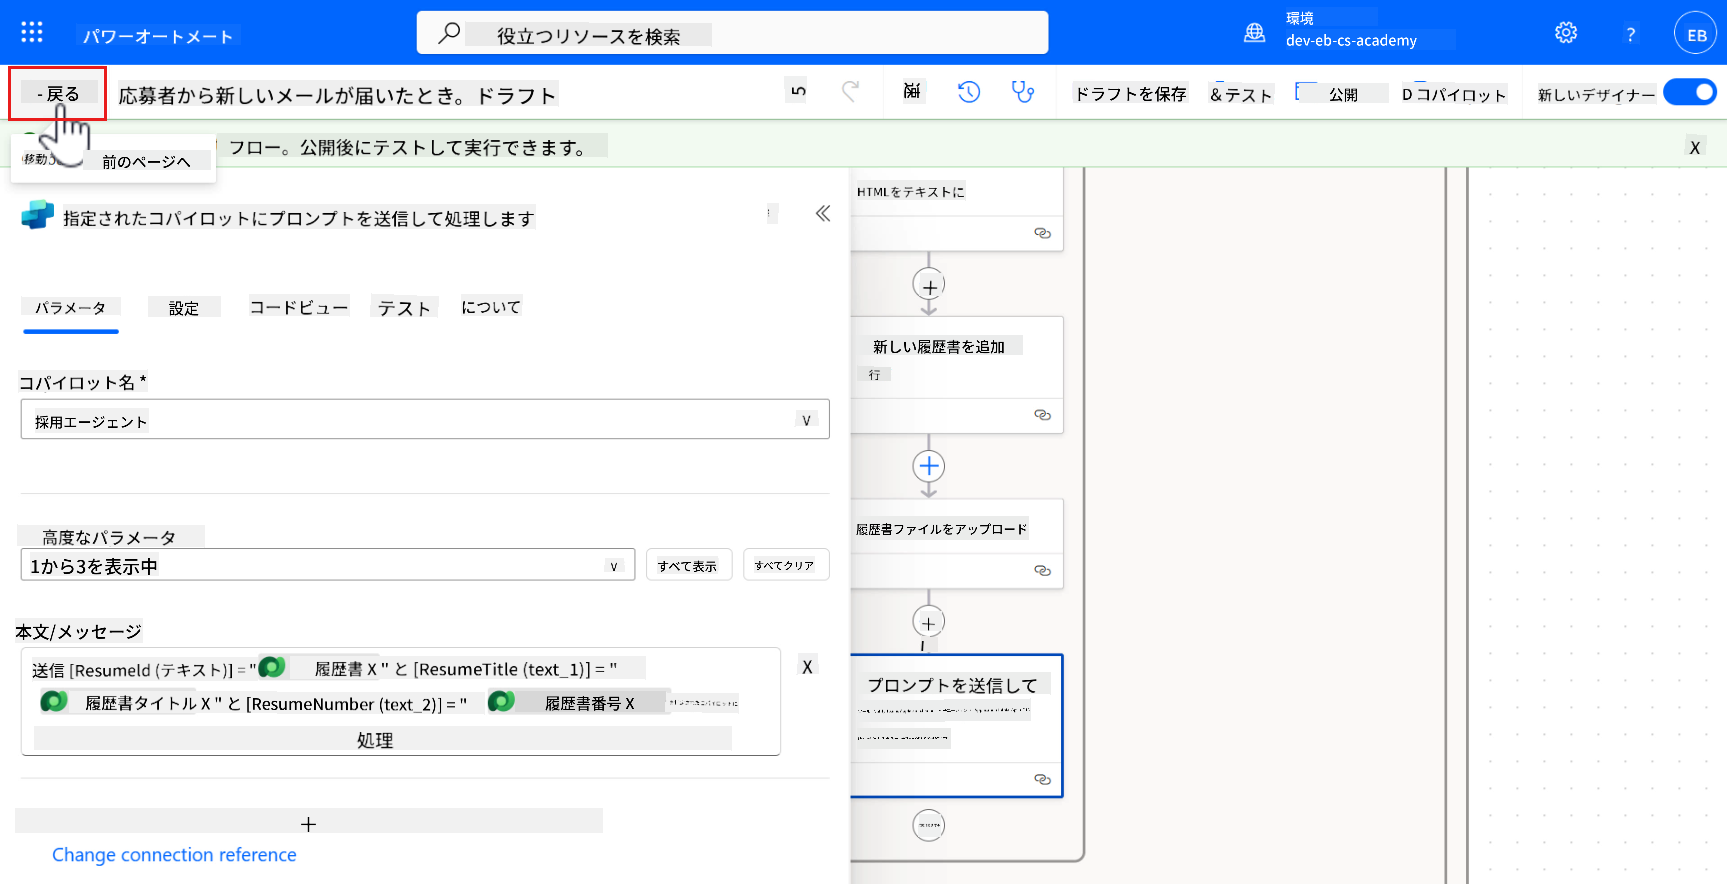 パワーオートメート
役立つリソースを検索
環境
dev-eb-cs-academy
?
EB
- 戻る
応募者から新しいメールが届いたとき。ドラフト
ドラフトを保存
& テスト
公開
D コパイロット
新しいデザイナー
移動
前のページへ
フロー。公開後にテストして実行できます。
X
指定されたコパイロットにプロンプトを送信して処理します
パラメータ
設定
コードビュー
テスト
について
コパイロット名 *
採用エージェント
V
高度なパラメータ
1から3を表示中
v
すべて表示
すべてクリア
本文/メッセージ
送信 [ResumeId (テキスト)] = " 履歴書 X " と [ResumeTitle (text_1)] = "
履歴書タイトル X " と [ResumeNumber (text_2)] = " 履歴書番号 X
処理
X
+
Change connection reference
HTMLをテキストに
新しい履歴書を追加
行
履歴書ファイルをアップロード
プロンプトを送信して